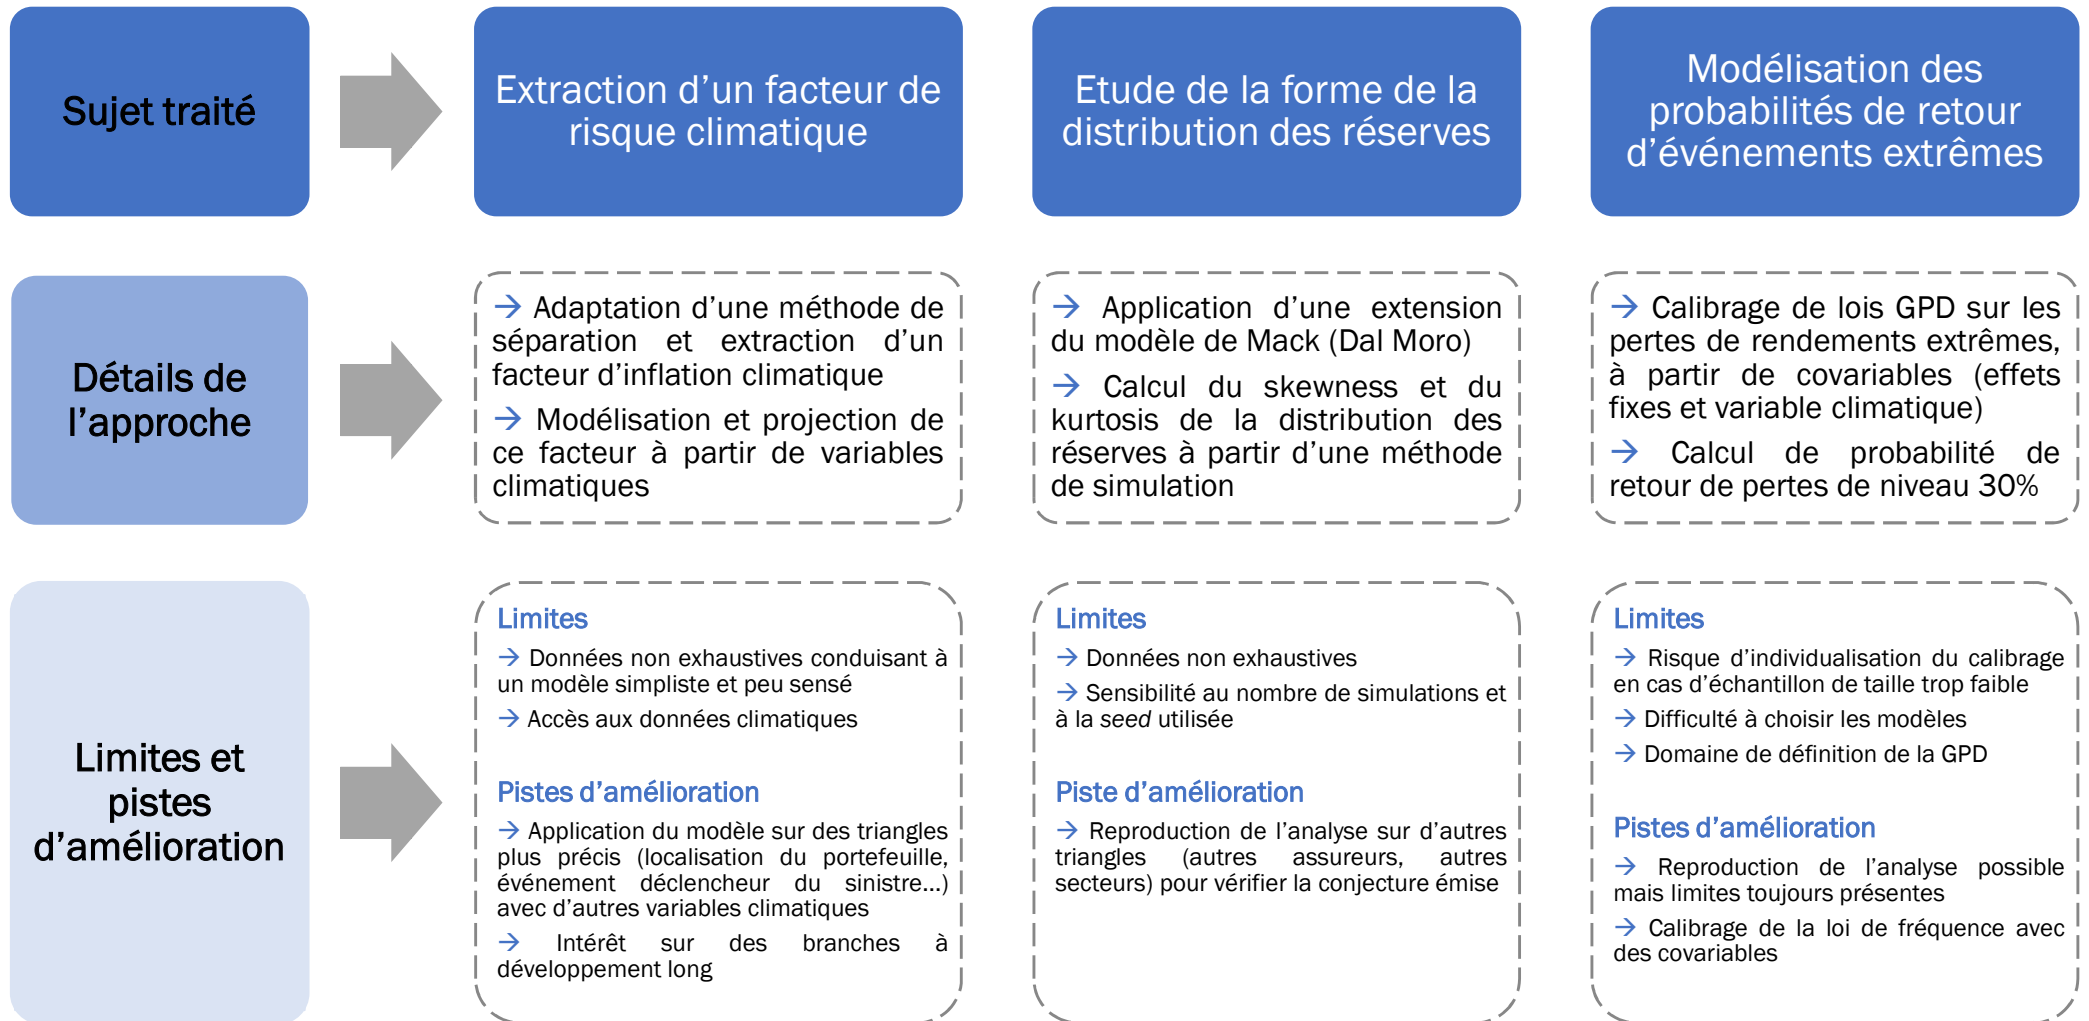 Sujet traité
Extraction d’un facteur de
risque climatique
Etude de la forme de la
distribution des réserves
Modélisation des
probabilités de retour
d’événements extrêmes
Détails de
l’approche
→ Adaptation d’une méthode de
séparation et extraction d’un
facteur d’inflation climatique
→ Modélisation et projection de
ce facteur à partir de variables
climatiques
→ Application d’une extension
du modèle de Mack (Dal Moro)
→ Calcul du skewness et du
kurtosis de la distribution des
réserves à partir d’une méthode
de simulation
→ Calibrage de lois GPD sur les
pertes de rendements extrêmes,
à partir de covariables (effets
fixes et variable climatique)
→ Calcul de probabilité de
retour de pertes de niveau 30%
Limites et
pistes
d’amélioration
Limites
→ Données non exhaustives conduisant à
un modèle simpliste et peu sensé
→ Accès aux données climatiques
Pistes d’amélioration
→ Application du modèle sur des triangles
plus précis (localisation du portefeuille,
événement déclencheur du sinistre…)
avec d’autres variables climatiques
→ Intérêt sur des branches à
développement long
Limites
→ Données non exhaustives
→ Sensibilité au nombre de simulations et
à la seed utilisée
Piste d’amélioration
→ Reproduction de l’analyse sur d’autres
triangles (autres assureurs, autres
secteurs) pour vérifier la conjecture émise
Limites
→ Risque d’individualisation du calibrage
en cas d’échantillon de taille trop faible
→ Difficulté à choisir les modèles
→ Domaine de définition de la GPD
Pistes d’amélioration
→ Reproduction de l’analyse possible
mais limites toujours présentes
→ Calibrage de la loi de fréquence avec
des covariables